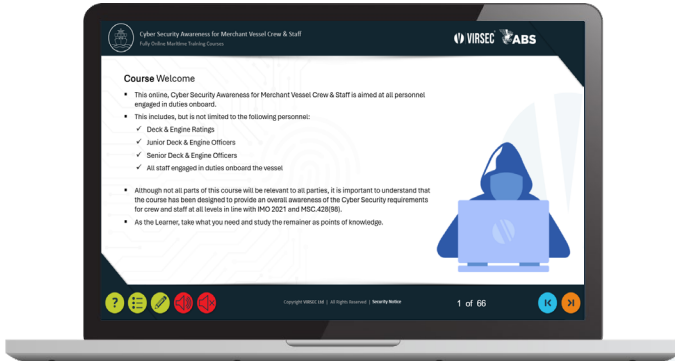 Cyber Security Awareness for Merchant Vessel Crew & Staff
Fully Online Maritime Training Courses
VIRSEC ABS
Course Welcome
▪ This online, Cyber Security Awareness for Merchant Vessel Crew & Staff is aimed at all personnel
engaged in duties onboard.
▪ This includes, but is not limited to the following personnel:
✓ Deck & Engine Ratings
✓ Junior Deck & Engine Officers
✓ Senior Deck & Engine Officers
✓ All staff engaged in duties onboard the vessel
▪ Although not all parts of this course will be relevant to all parties, it is important to understand that
the course has been designed to provide an overall awareness of the Cyber Security requirements
for crew and staff at all levels in line with IMO 2021 and MSC.428(98).
▪ As the Learner, take what you need and study the remainer as points of knowledge.
?
Copyright VIRSEC Ltd | All Rights Reserved | Security Notice
1 of 66